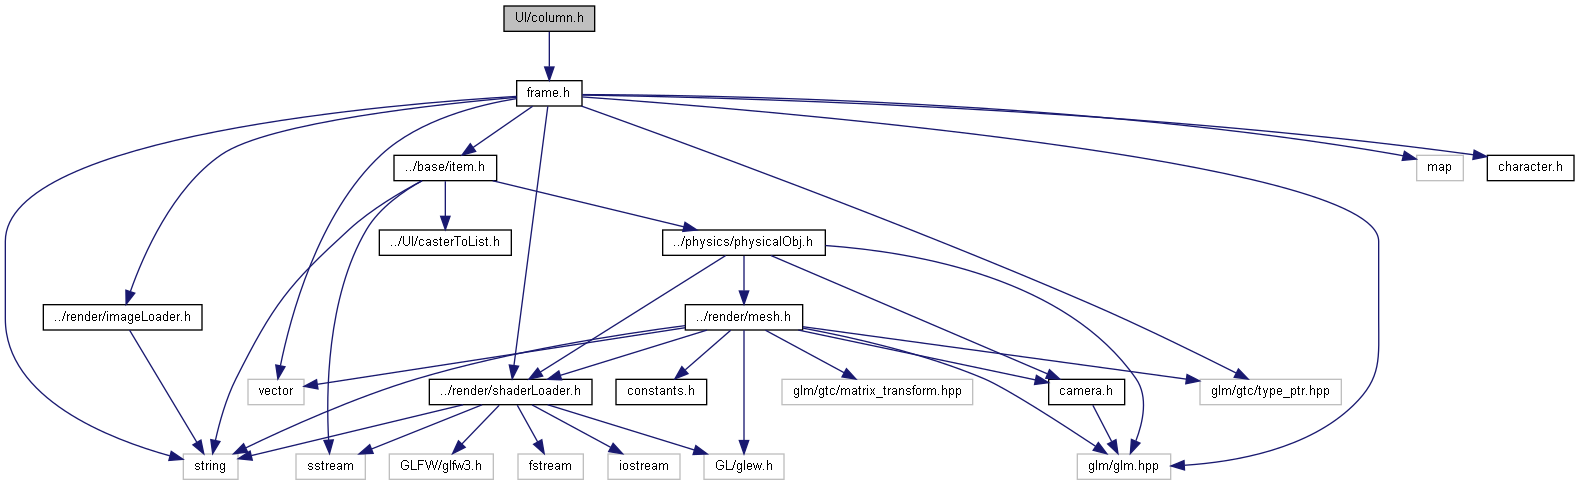 UI/column.h
frame.h
../base/item.h
map
character.h
../UI/casterToList.h
../physics/physicalObj.h
../render/imageLoader.h
../render/mesh.h
vector
../render/shaderLoader.h
constants.h
glm/gtc/matrix_transform.hpp
camera.h
glm/gtc/type_ptr.hpp
string
sstream
GLFW/glfw3.h
fstream
iostream
GL/glew.h
glm/glm.hpp